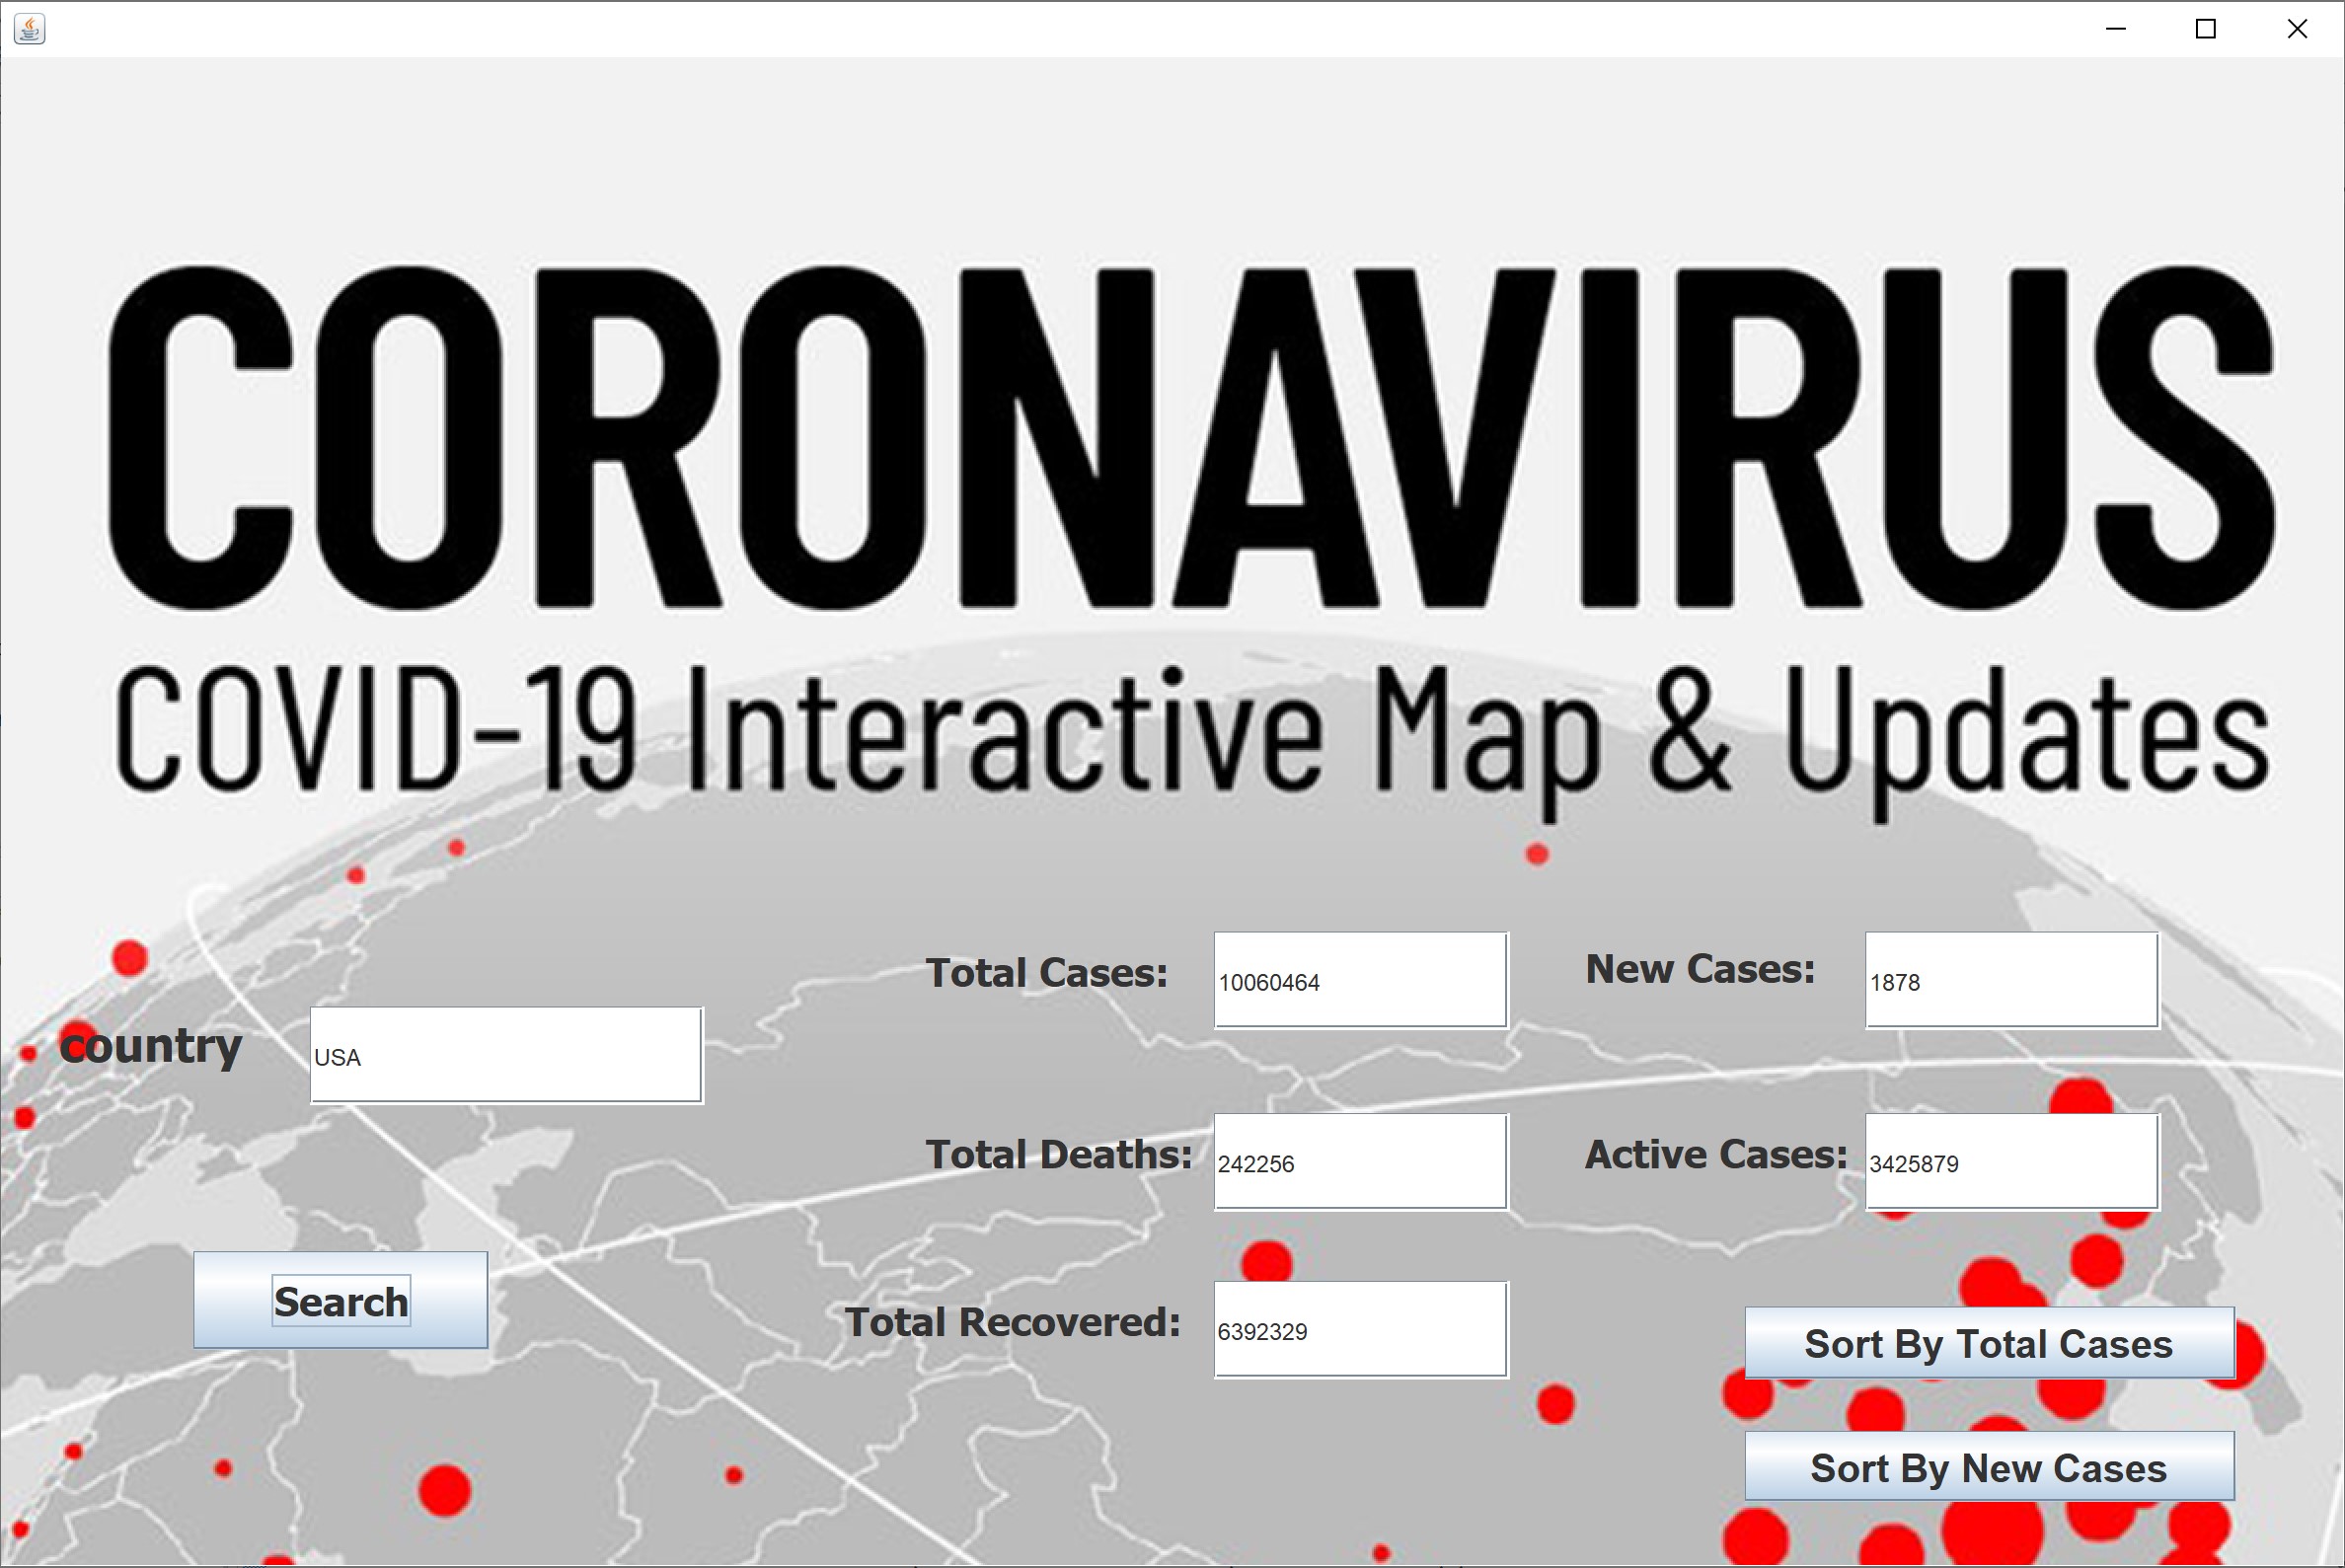 CORONAVIRUS
COVID-19 Interactive Map & Updates
Total Cases: 10060464 New Cases: 1878
country USA
Total Deaths: 242256 Active Cases: 3425879
Search
Total Recovered: 6392329
Sort By Total Cases
Sort By New Cases